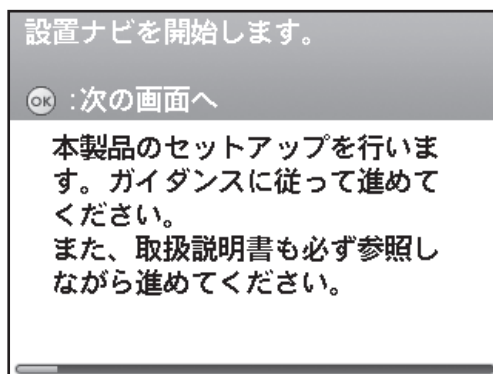 設置ナビを開始します。
OK :次の画面へ
本製品のセットアップを行いま
す。ガイダンスに従って進めて
ください。
また、取扱説明書も必ず参照し
ながら進めてください。